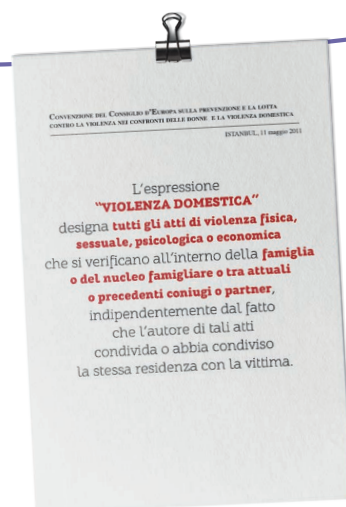 CONVENZIONE DEL CONSIGLIO D'EUROPA SULLA PREVENZIONE E LA LOTTA
CONTRO LA VIOLENZA NEI CONFRONTI DELLE DONNE E LA VIOLENZA DOMESTICA
ISTANBUL, 11 maggio 2011
L'espressione
"VIOLENZA DOMESTICA"
designa tutti gli atti di violenza fisica,
sessuale, psicologica o economica
che si verificano all'interno della famiglia
o del nucleo famigliare o tra attuali
o precedenti coniugi o partner,
indipendentemente dal fatto
che l'autore di tali atti
condivida o abbia condiviso
la stessa residenza con la vittima.